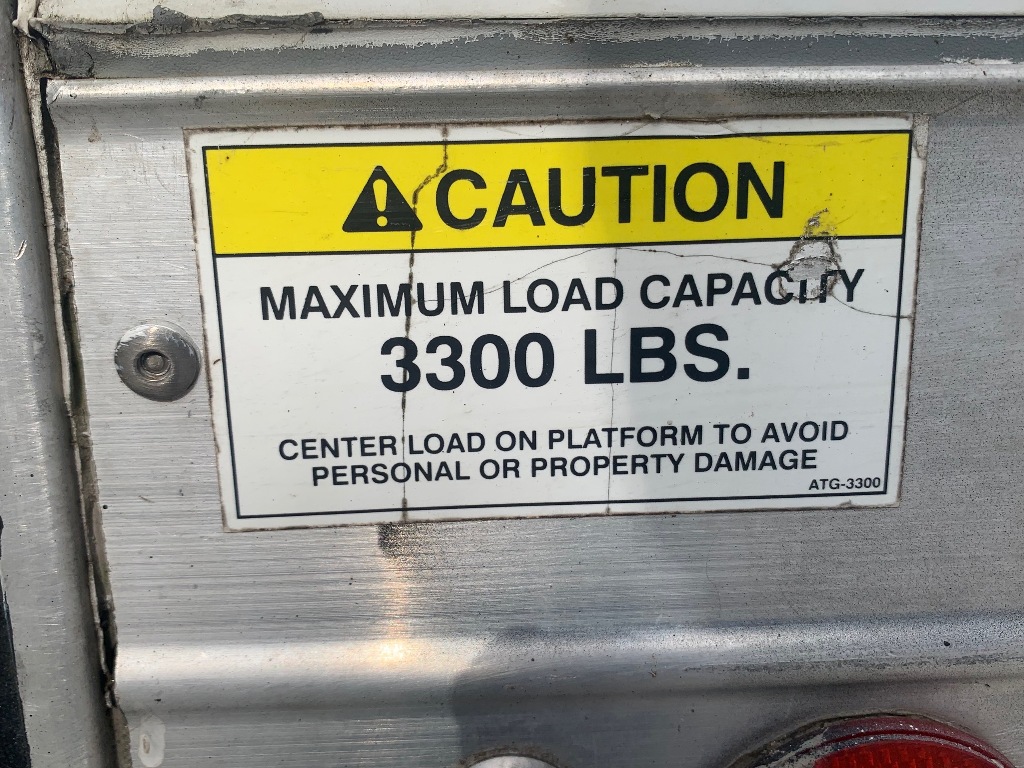 CAUTION
MAXIMUM LOAD CAPACITY
3300 LBS.
CENTER LOAD ON PLATFORM TO AVOID
PERSONAL OR PROPERTY DAMAGE
ATG-3300